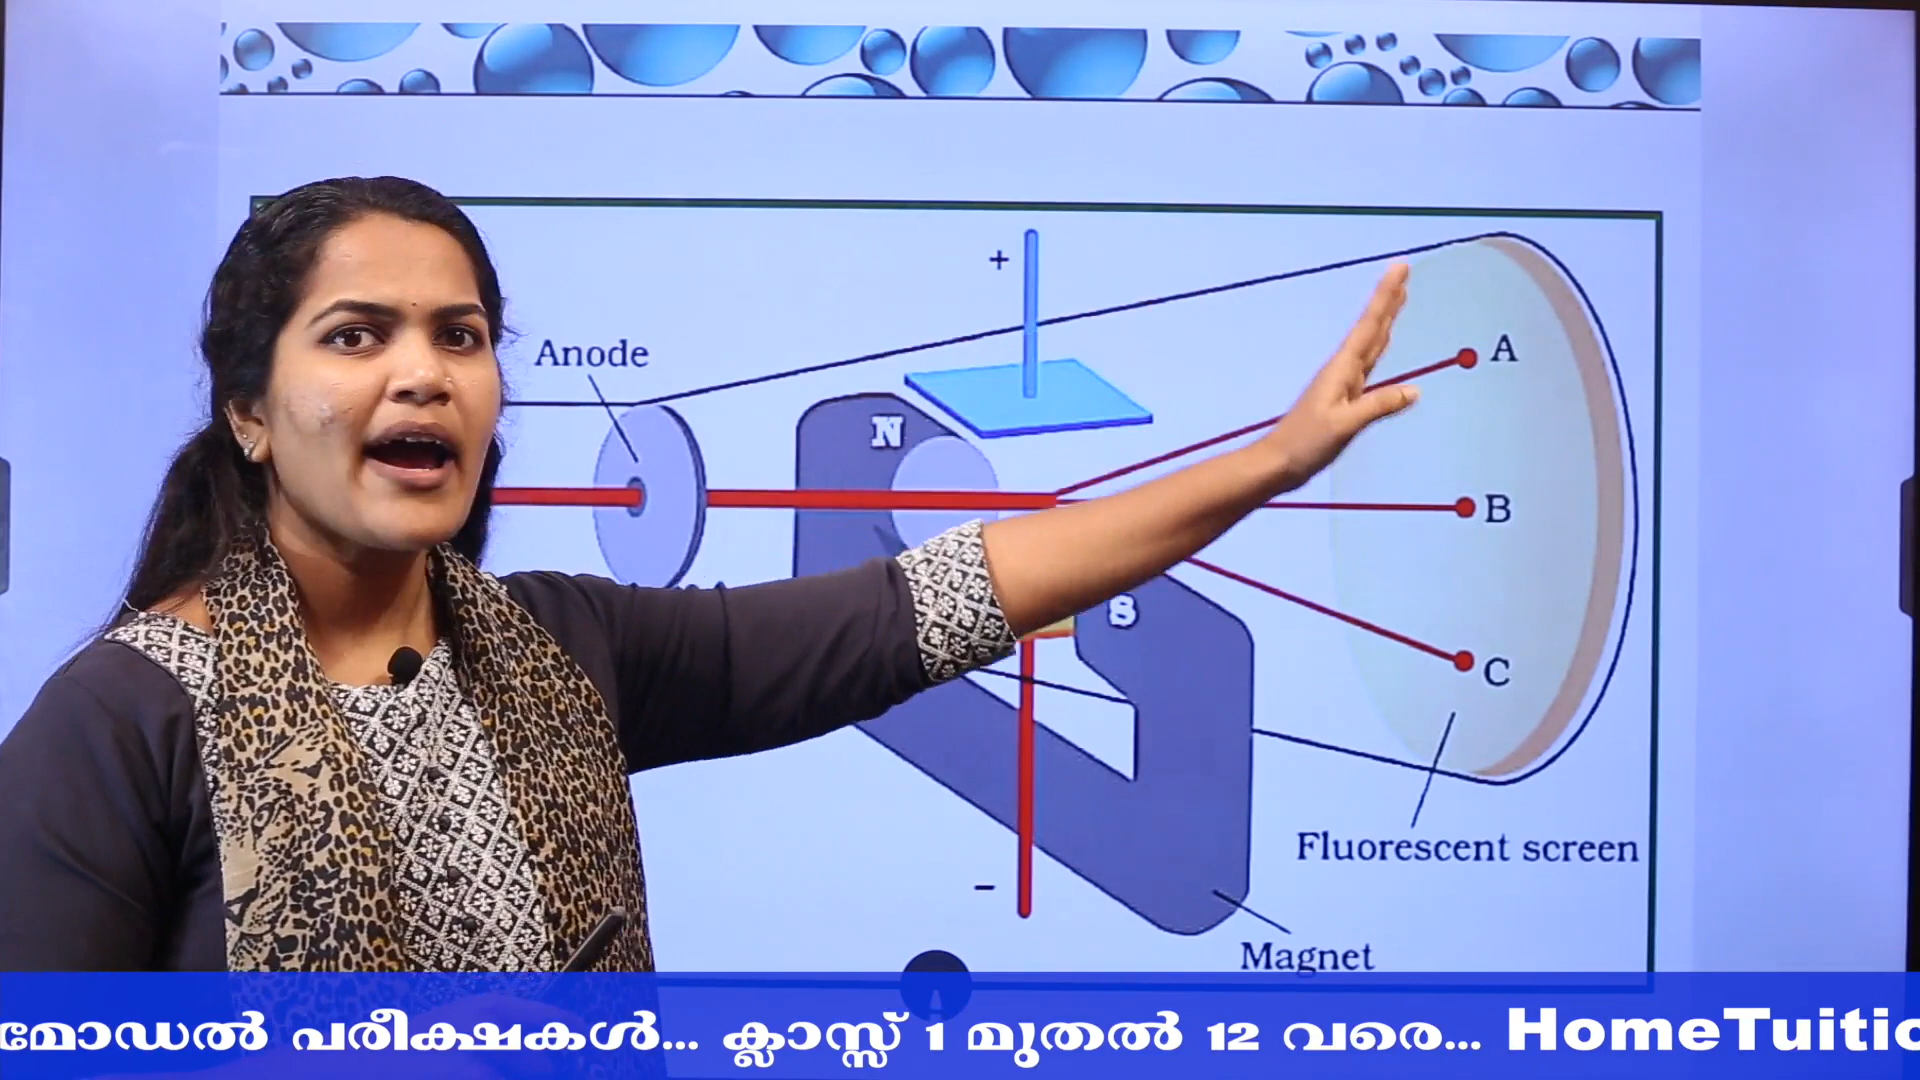 +
Anode
N
A
B
S
C
Fluorescent screen
−
Magnet
മോഡൽ പരീക്ഷകൾ... ക്ലാസ്സ് 1 മുതൽ 12 വരെ... HomeTuitio